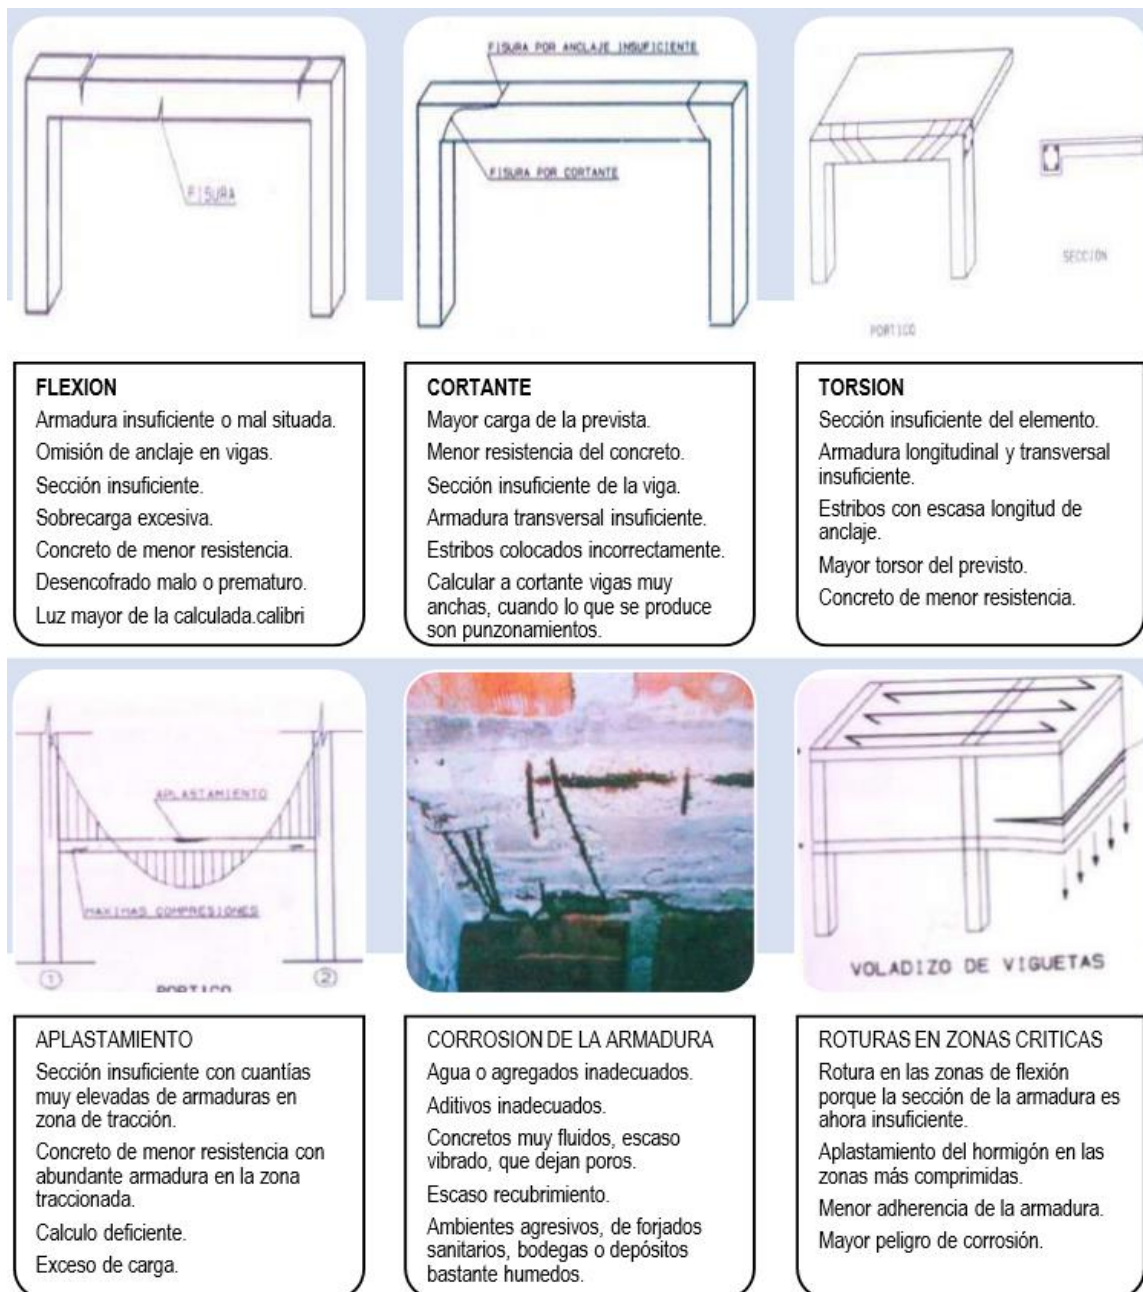 FISURA
FISURA POR ANCLAJE INSUFICIENTE
FISURA POR CORTANTE
SECCIÓN
PORTICO
FLEXION
Armadura insuficiente o mal situada.
Omisión de anclaje en vigas.
Sección insuficiente.
Sobrecarga excesiva.
Concreto de menor resistencia.
Desencofrado malo o prematuro.
Luz mayor de la calculada.calibri
CORTANTE
Mayor carga de la prevista.
Menor resistencia del concreto.
Sección insuficiente de la viga.
Armadura transversal insuficiente.
Estribos colocados incorrectamente.
Calcular a cortante vigas muy
anchas, cuando lo que se produce
son punzonamientos.
TORSION
Sección insuficiente del elemento.
Armadura longitudinal y transversal
insuficiente.
Estribos con escasa longitud de
anclaje.
Mayor torsor del previsto.
Concreto de menor resistencia.
APLASTAMIENTO
MAXIMAS COMPRESIONES
1
2
PORTICO
VOLADIZO DE VIGUETAS
APLASTAMIENTO
Sección insuficiente con cuantías
muy elevadas de armaduras en
zona de tracción.
Concreto de menor resistencia con
abundante armadura en la zona
traccionada.
Calculo deficiente.
Exceso de carga.
CORROSION DE LA ARMADURA
Agua o agregados inadecuados.
Aditivos inadecuados.
Concretos muy fluidos, escaso
vibrado, que dejan poros.
Escaso recubrimiento.
Ambientes agresivos, de forjados
sanitarios, bodegas o depósitos
bastante humedos.
ROTURAS EN ZONAS CRITICAS
Rotura en las zonas de flexión
porque la sección de la armadura es
ahora insuficiente.
Aplastamiento del hormigón en las
zonas más comprimidas.
Menor adherencia de la armadura.
Mayor peligro de corrosión.